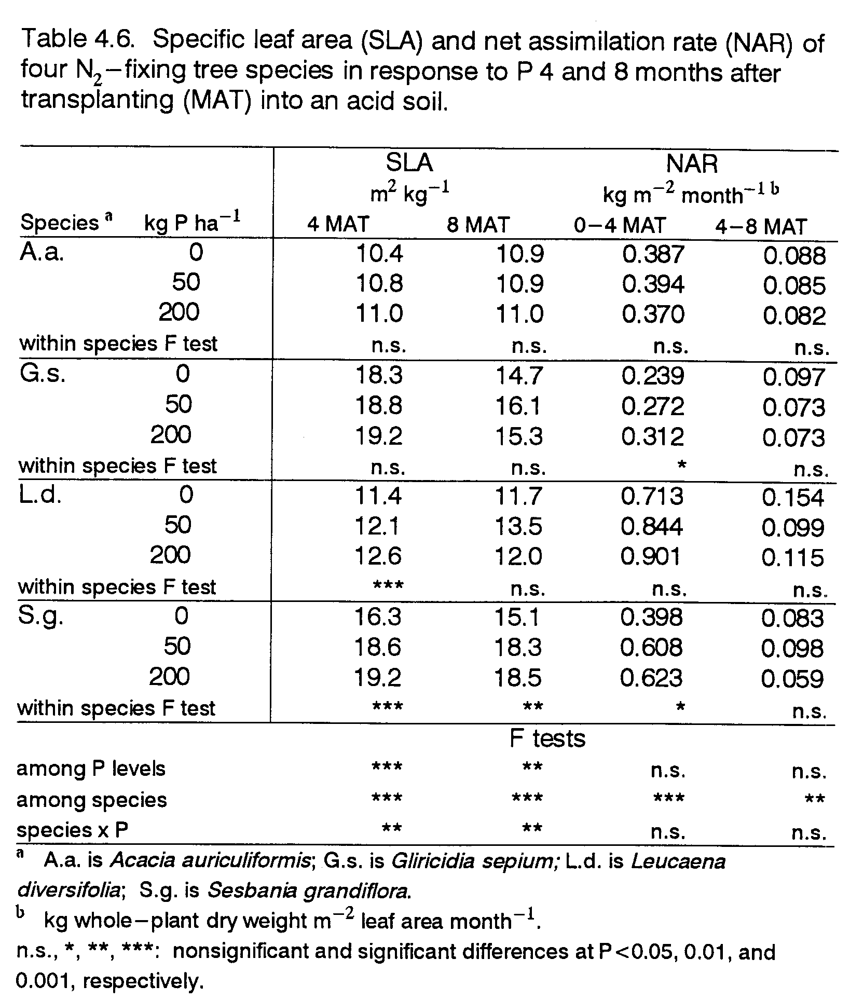 Table 4.6. Specific leaf area (SLA) and net assimilation rate (NAR) of
four N₂−fixing tree species in response to P 4 and 8 months after
transplanting (MAT) into an acid soil.
SLA NAR
m² kg⁻¹ kg m⁻² month⁻¹ ᵇ
Species ᵃ kg P ha⁻¹ 4 MAT 8 MAT 0−4 MAT 4−8 MAT
A.a. 0 10.4 10.9 0.387 0.088
50 10.8 10.9 0.394 0.085
200 11.0 11.0 0.370 0.082
within species F test n.s. n.s. n.s. n.s.
G.s. 0 18.3 14.7 0.239 0.097
50 18.8 16.1 0.272 0.073
200 19.2 15.3 0.312 0.073
within species F test n.s. n.s. * n.s.
L.d. 0 11.4 11.7 0.713 0.154
50 12.1 13.5 0.844 0.099
200 12.6 12.0 0.901 0.115
within species F test *** n.s. n.s. n.s.
S.g. 0 16.3 15.1 0.398 0.083
50 18.6 18.3 0.608 0.098
200 19.2 18.5 0.623 0.059
within species F test *** ** * n.s.
F tests
among P levels *** ** n.s. n.s.
among species *** *** *** **
species x P ** ** n.s. n.s.
ᵃ A.a. is Acacia auriculiformis; G.s. is Gliricidia sepium; L.d. is Leucaena
diversifolia; S.g. is Sesbania grandiflora.
ᵇ kg whole−plant dry weight m⁻² leaf area month⁻¹.
n.s., *, **, ***: nonsignificant and significant differences at P<0.05, 0.01, and
0.001, respectively.